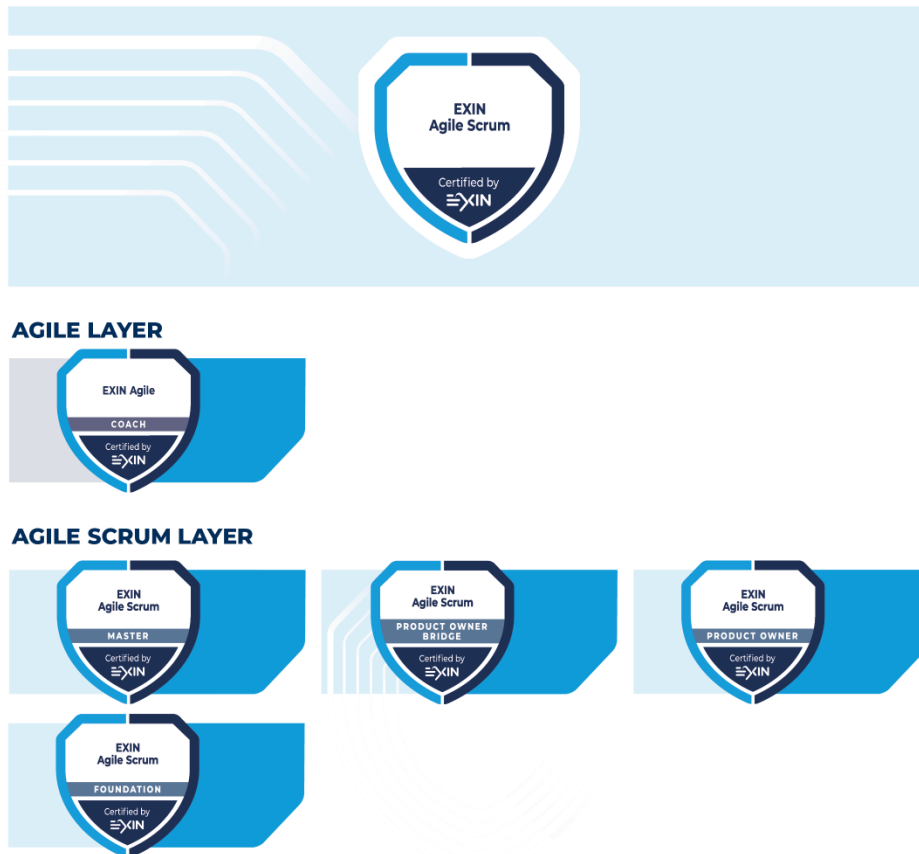 EXIN
Agile Scrum
Certified by
EXIN
AGILE LAYER
EXIN Agile
COACH
Certified by
EXIN
AGILE SCRUM LAYER
EXIN
Agile Scrum
MASTER
Certified by
EXIN
EXIN
Agile Scrum
PRODUCT OWNER
BRIDGE
Certified by
EXIN
EXIN
Agile Scrum
PRODUCT OWNER
Certified by
EXIN
EXIN
Agile Scrum
FOUNDATION
Certified by
EXIN